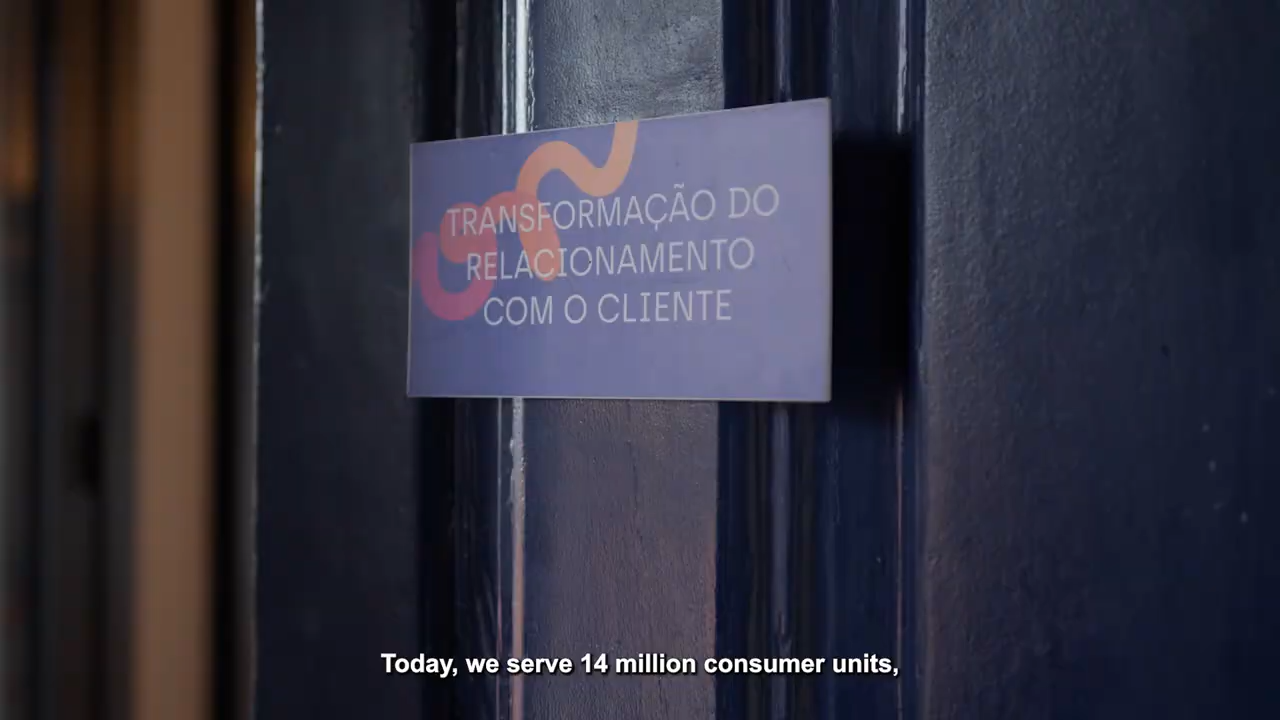 TRANSFORMAÇÃO DO
RELACIONAMENTO
COM O CLIENTE
Today, we serve 14 million consumer units,